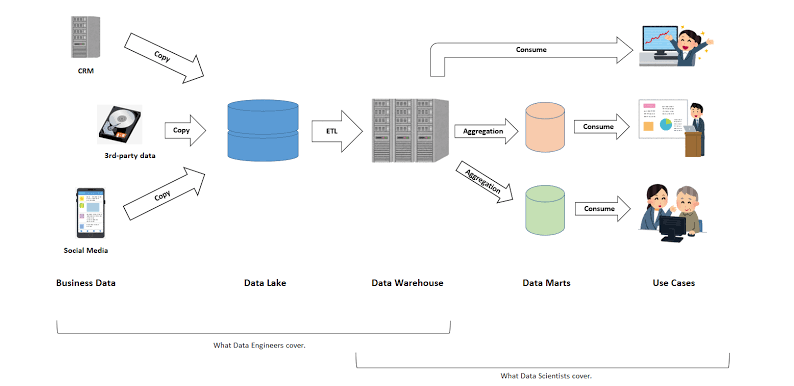 Consume
Copy
CRM
Copy
ETL
Aggregation
Consume
3rd-party data
Copy
Aggregation
Consume
Social Media
Business Data
Data Lake
Data Warehouse
Data Marts
Use Cases
What Data Engineers cover.
What Data Scientists cover.